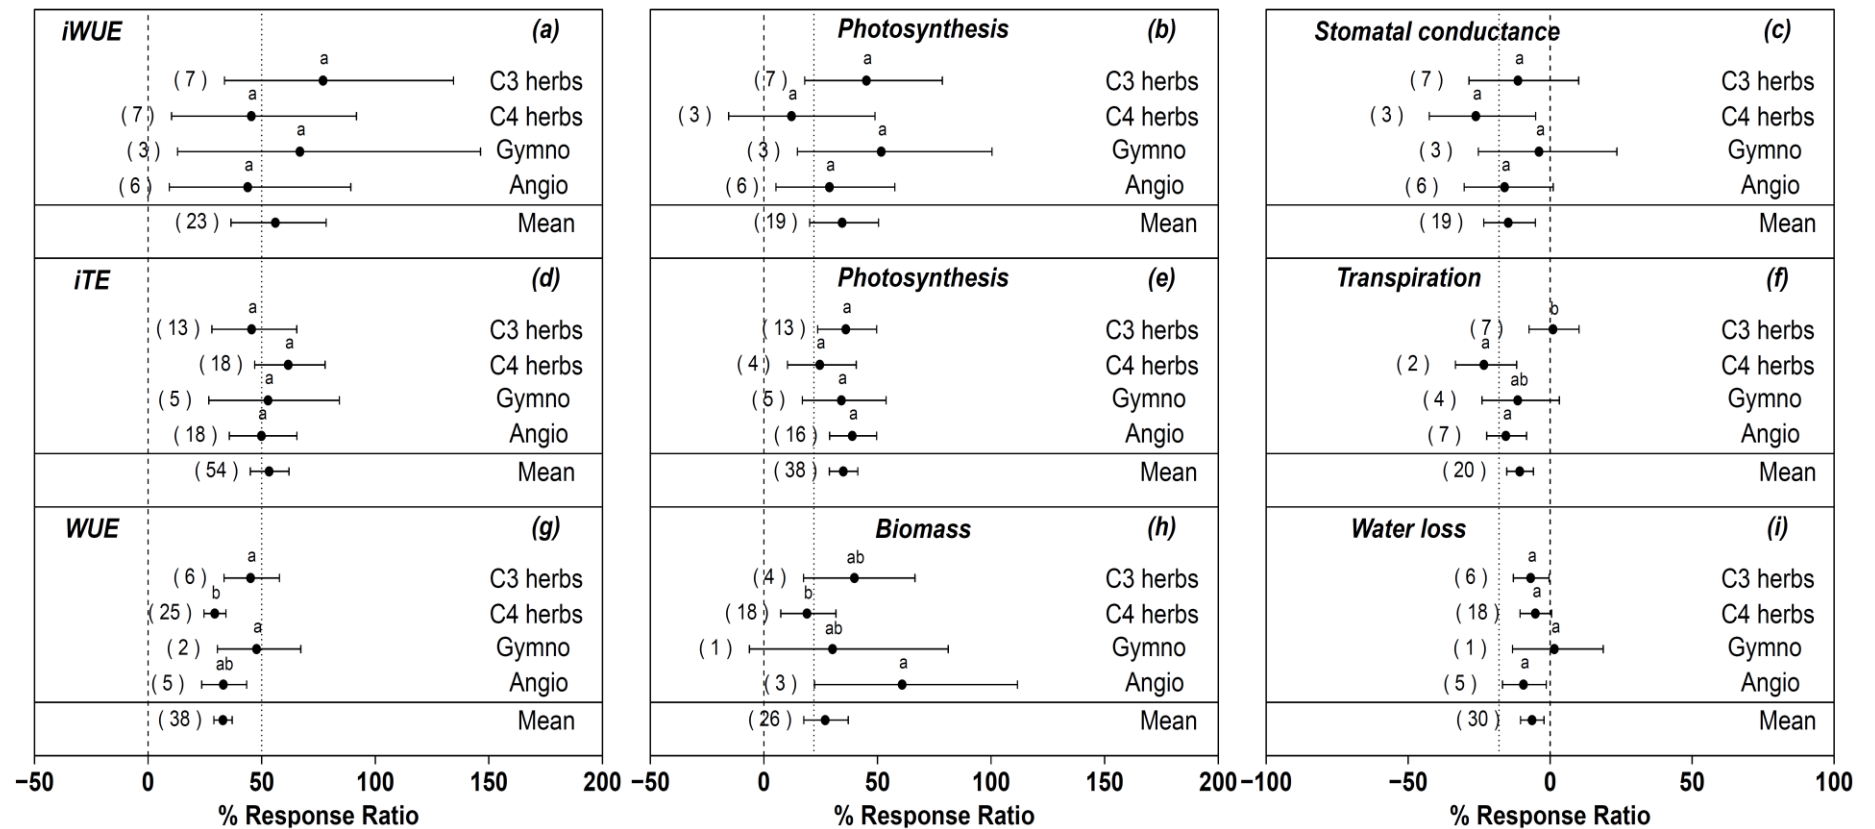 iWUE (a) Photosynthesis (b) Stomatal conductance (c)
a a a
( 7 ) C3 herbs ( 7 ) C3 herbs ( 7 ) C3 herbs
a a a
( 7 ) C4 herbs ( 3 ) C4 herbs ( 3 ) C4 herbs
a a a
( 3 ) Gymno ( 3 ) Gymno ( 3 ) Gymno
a a a
( 6 ) Angio ( 6 ) Angio ( 6 ) Angio
( 23 ) Mean ( 19 ) Mean ( 19 ) Mean
iTE (d) Photosynthesis (e) Transpiration (f)
a a b
( 13 ) C3 herbs ( 13 ) C3 herbs ( 7 ) C3 herbs
a a a
( 18 ) C4 herbs ( 4 ) C4 herbs ( 2 ) C4 herbs
a a ab
( 5 ) Gymno ( 5 ) Gymno ( 4 ) Gymno
a a a
( 18 ) Angio ( 16 ) Angio ( 7 ) Angio
( 54 ) Mean ( 38 ) Mean ( 20 ) Mean
WUE (g) Biomass (h) Water loss (i)
a ab a
( 6 ) C3 herbs ( 4 ) C3 herbs ( 6 ) C3 herbs
b b a
( 25 ) C4 herbs ( 18 ) C4 herbs ( 18 ) C4 herbs
a ab a
( 2 ) Gymno ( 1 ) Gymno ( 1 ) Gymno
ab a a
( 5 ) Angio ( 3 ) Angio ( 5 ) Angio
( 38 ) Mean ( 26 ) Mean ( 30 ) Mean
−50 0 50 100 150 200 −50 0 50 100 150 200 −100 −50 0 50 100
% Response Ratio % Response Ratio % Response Ratio